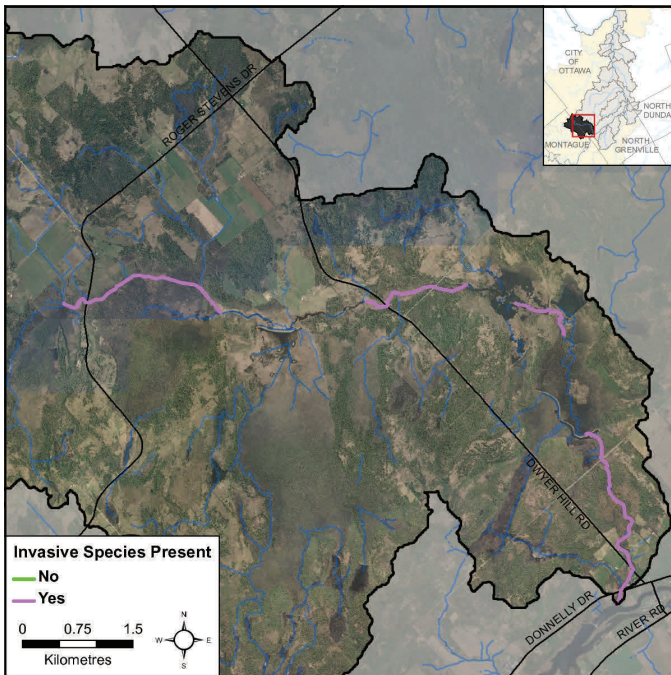 CITY
OF
OTTAWA
NORTH
DUNDA
MONTAGUE
NORTH
GRENVILLE
ROGER STEVENS DR
DWYER HILL RD
DONNELLY DR
RIVER RD
Invasive Species Present
No
Yes
0 0.75 1.5
Kilometres
N
W E
S